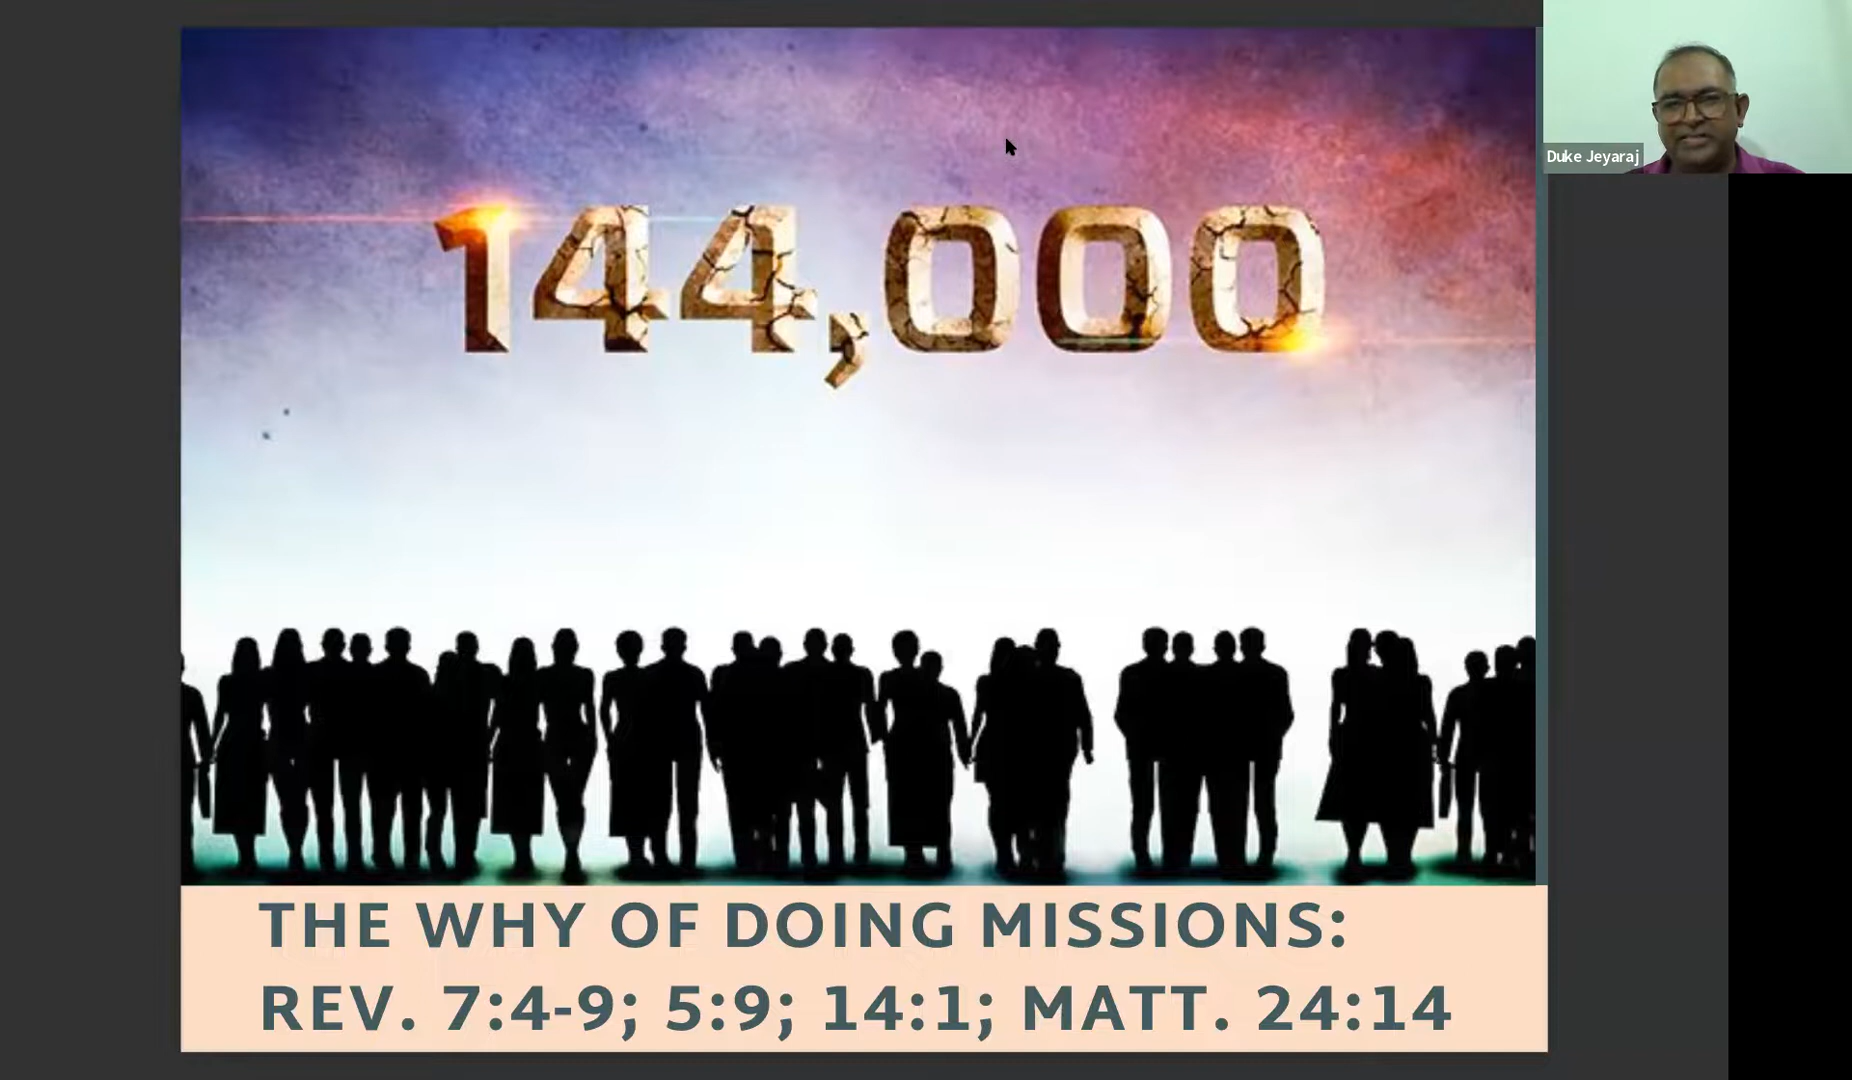 144,000
Duke Jeyaraj
THE WHY OF DOING MISSIONS:
REV. 7:4-9; 5:9; 14:1; MATT. 24:14